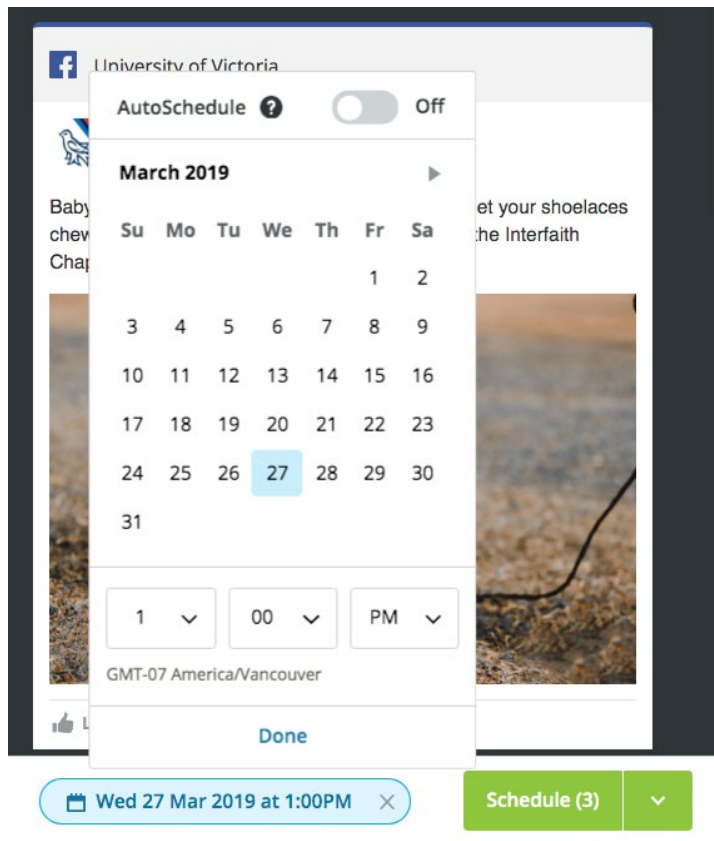 University of Victoria
AutoSchedule ? Off
March 2019
Baby
et your shoelaces
chew
the Interfaith
Chap
Su Mo Tu We Th Fr Sa
1 2
3 4 5 6 7 8 9
10 11 12 13 14 15 16
17 18 19 20 21 22 23
24 25 26 27 28 29 30
31
1 00 PM
GMT-07 America/Vancouver
Done
Wed 27 Mar 2019 at 1:00PM
Schedule (3)